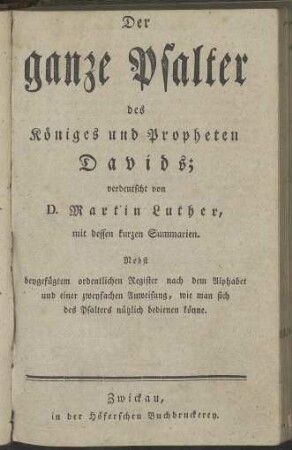 Der
ganze Psalter
des
Königes und Propheten
Davids;
verdeutscht von
D. Martin Luther,
mit dessen kurzen Summarien.
Nebst
beygefügtem ordentlichen Register nach dem Alphabet
und einer zweyfachen Anweisung, wie man sich
des Psalters nützlich bedienen könne.
Zwickau,
in der Höferschen Buchdruckerey.